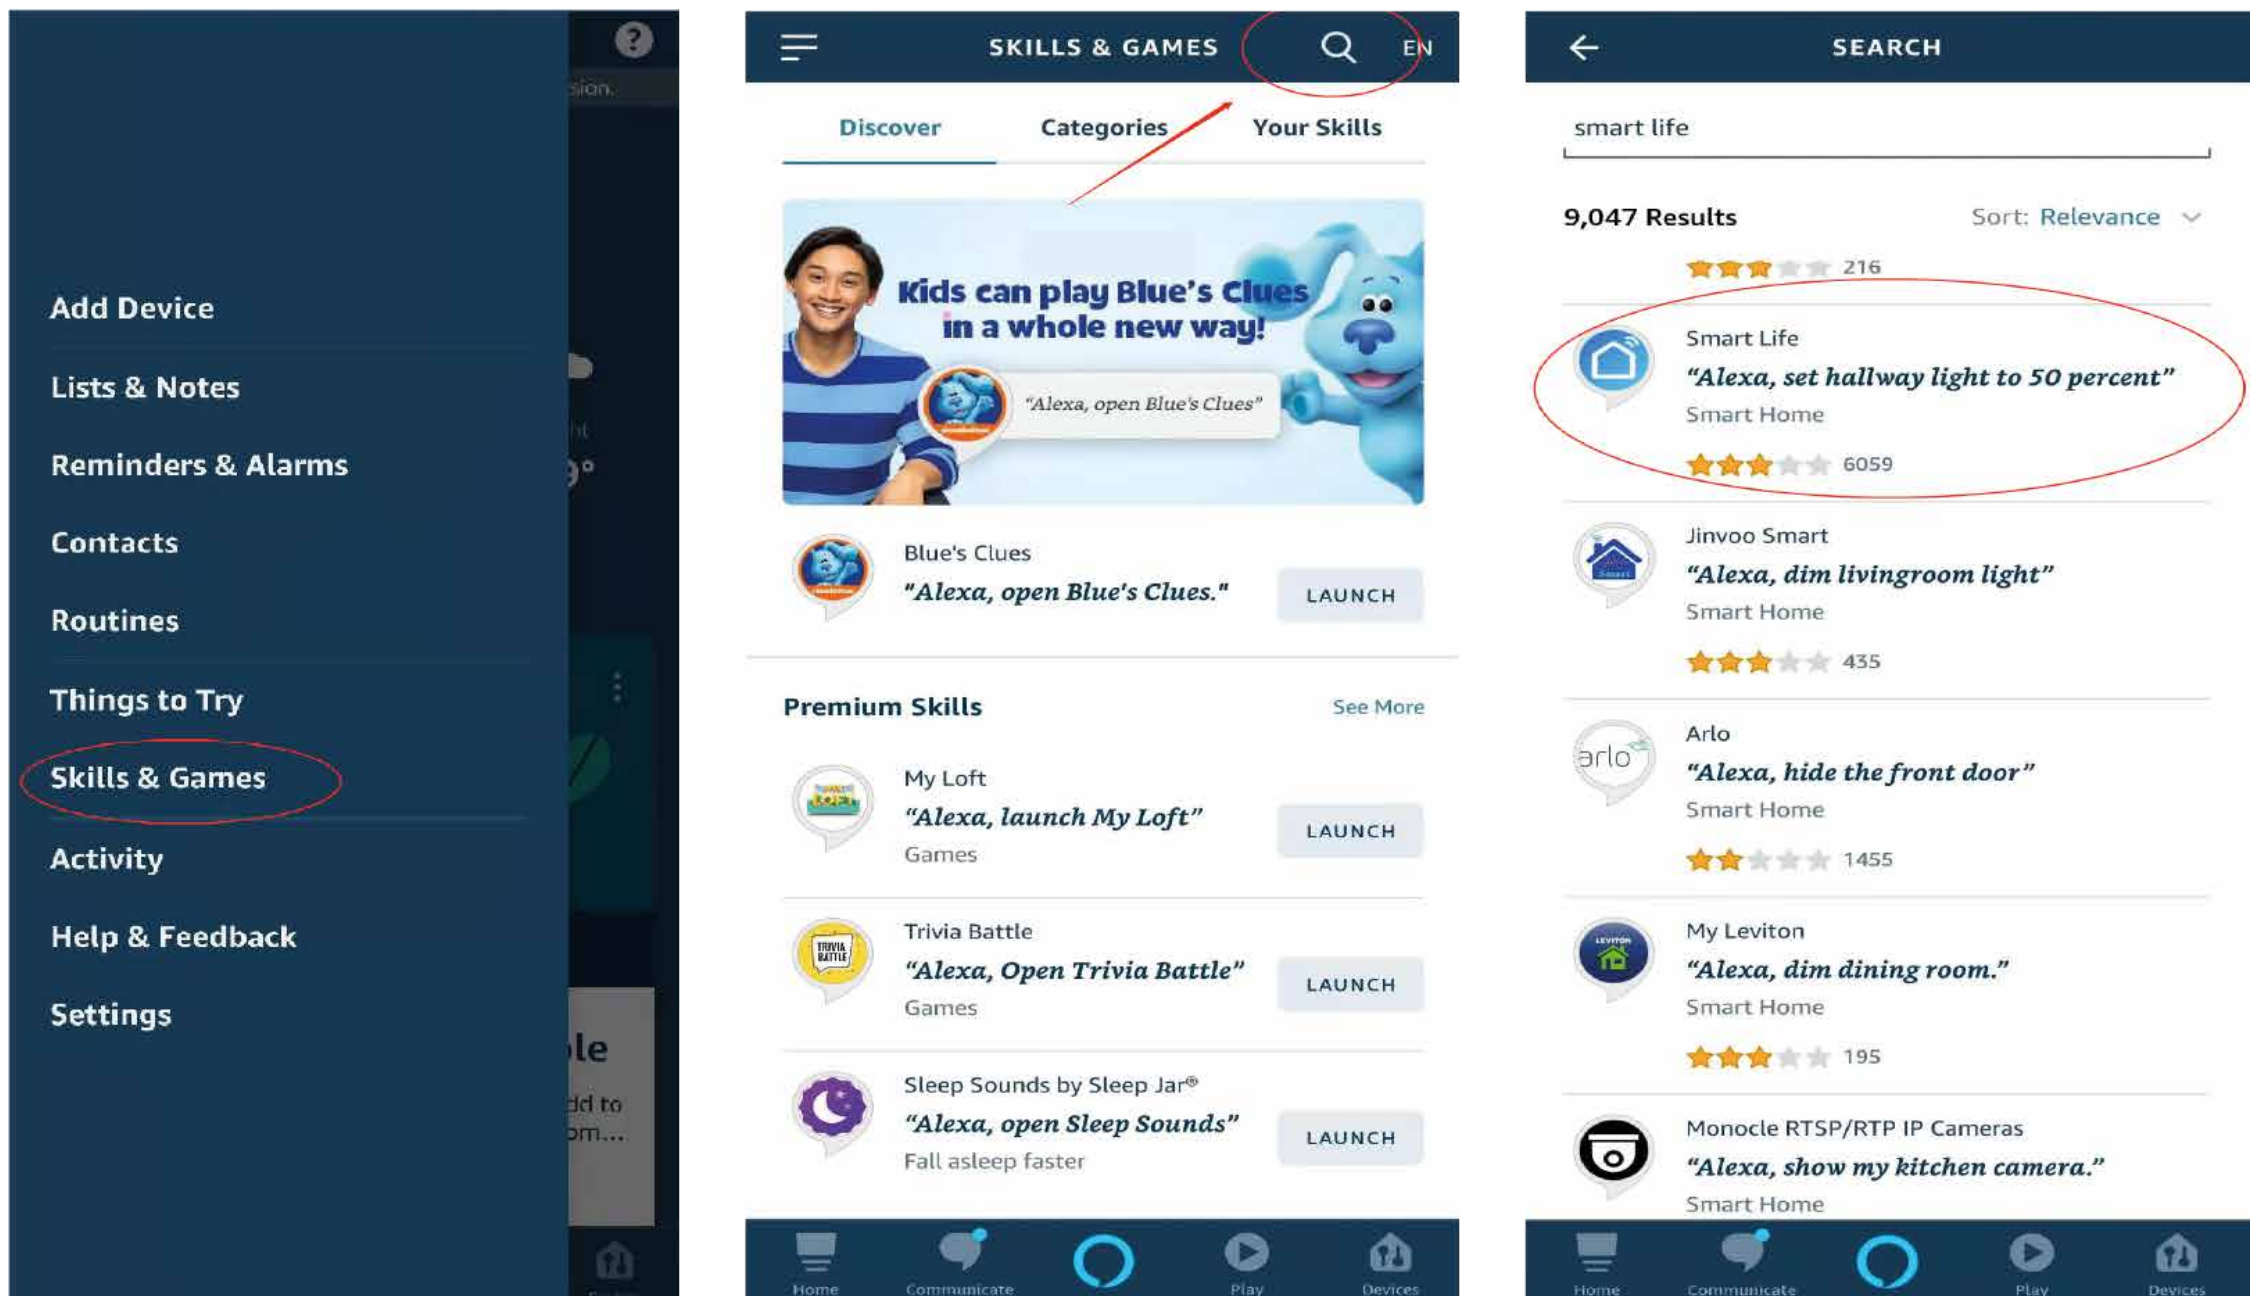 ?
sion.
Add Device
Lists & Notes
Reminders & Alarms
Contacts
Routines
Things to Try
Skills & Games
Activity
Help & Feedback
Settings
SKILLS & GAMES
EN
Discover
Categories
Your Skills
Kids can play Blue's Clues
in a whole new way!
"Alexa, open Blue's Clues"
Blue's Clues
"Alexa, open Blue's Clues."
LAUNCH
Premium Skills
See More
LOFT
My Loft
“Alexa, launch My Loft”
LAUNCH
Games
TRIVIA
BATTLE
Trivia Battle
“Alexa, Open Trivia Battle”
LAUNCH
Games
Sleep Sounds by Sleep Jar®
“Alexa, open Sleep Sounds”
LAUNCH
Fall asleep faster
Home
Communicate
Play
Devices
SEARCH
smart life
9,047 Results
Sort: Relevance
216
Smart Life
“Alexa, set hallway light to 50 percent”
Smart Home
6059
Jinvoo Smart
“Alexa, dim livingroom light”
Smart Home
435
arlo
Arlo
“Alexa, hide the front door”
Smart Home
1455
LEVITON
My Leviton
“Alexa, dim dining room.”
Smart Home
195
Monocle RTSP/RTP IP Cameras
“Alexa, show my kitchen camera.”
Smart Home
Home
Communicate
Play
Devices